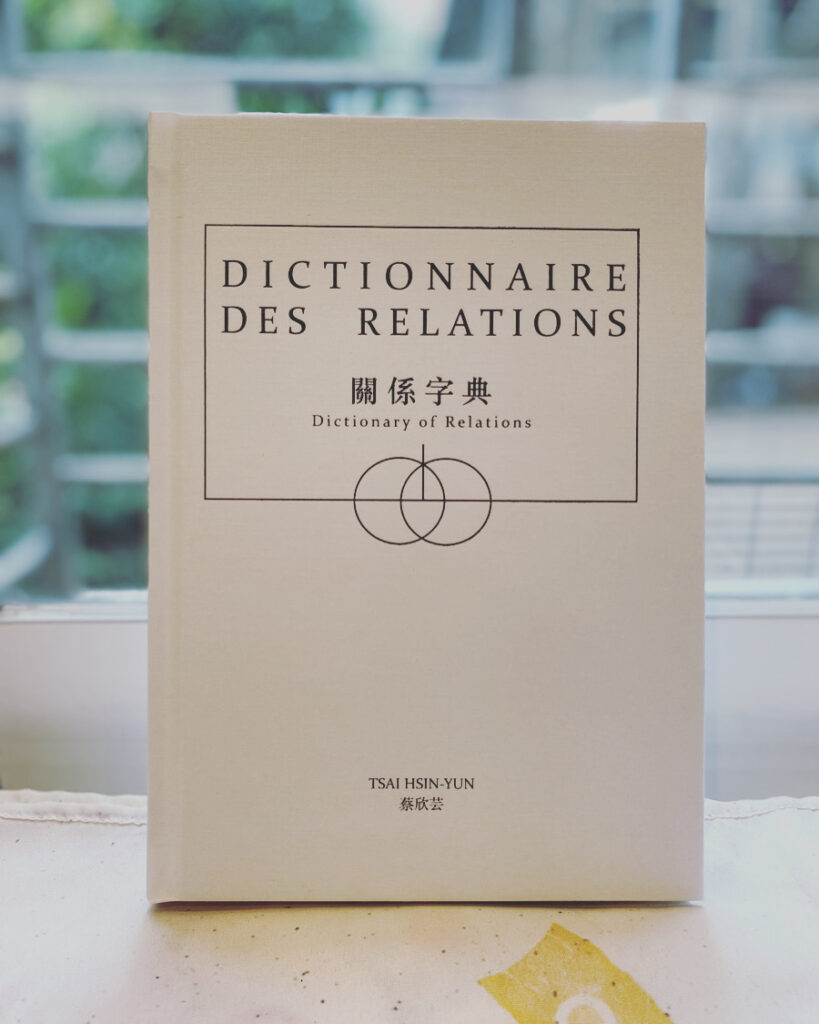 DICTIONNAIRE
DES RELATIONS
關係字典
Dictionary of Relations
TSAI HSIN-YUN
蔡欣芸